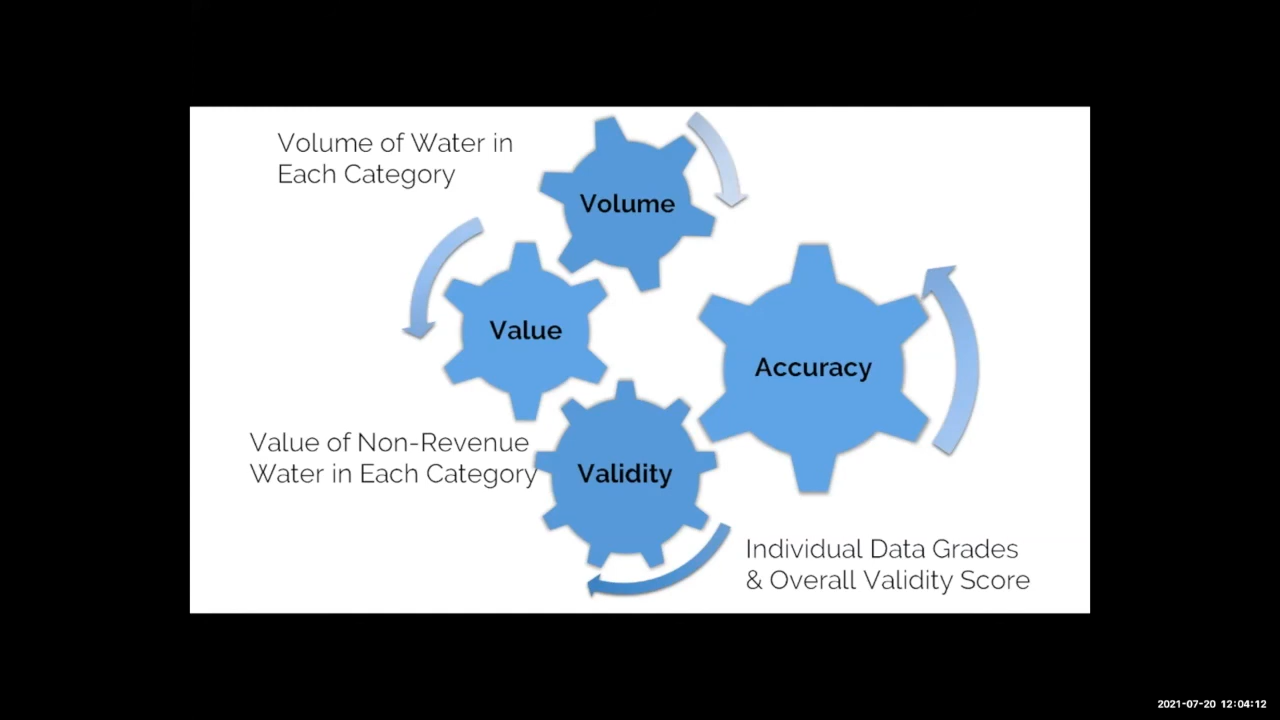 Volume of Water in
Each Category
Volume
Value
Accuracy
Value of Non-Revenue
Water in Each Category
Validity
Individual Data Grades
& Overall Validity Score
2021-07-20 12:04:12